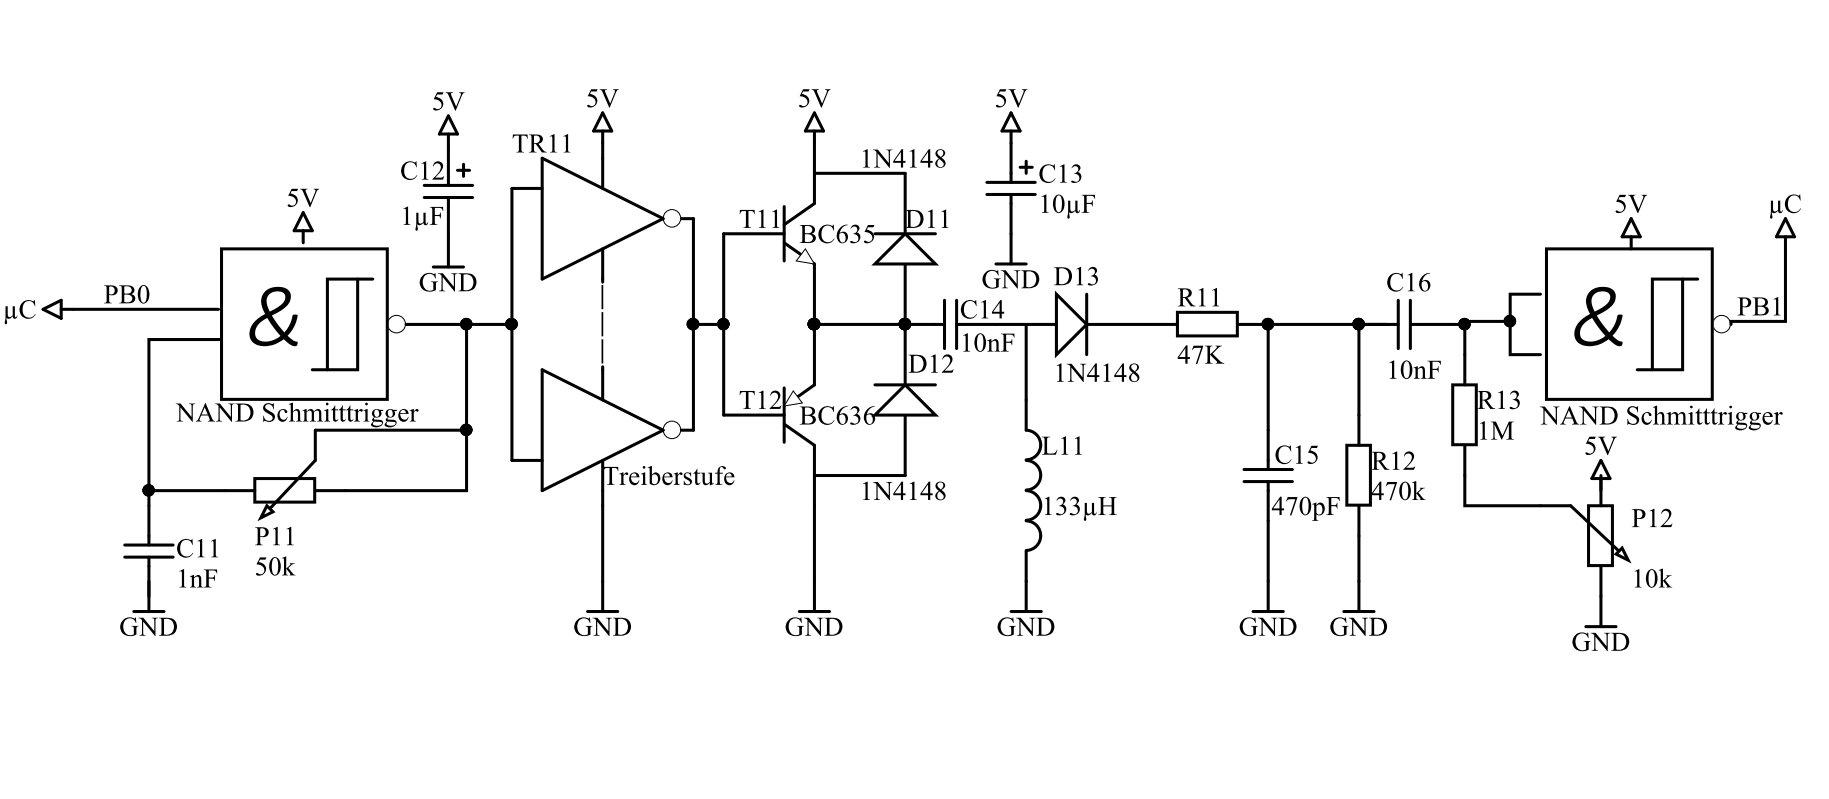 5V
5V
5V
5V
TR11
1N4148
C12
+
+
C13
1µF
10µF
5V
5V
µC
T11
D11
BC635
GND
GND
D13
C16
µC
PB0
&
C14
R11
&
PB1
10nF
47K
1N4148
10nF
D12
NAND Schmitttrigger
T12
BC636
R13
1M
NAND Schmitttrigger
5V
L11
C15
R12
Treiberstufe
1N4148
470k
133µH
470pF
P12
P11
50k
C11
1nF
10k
GND
GND
GND
GND
GND
GND
GND